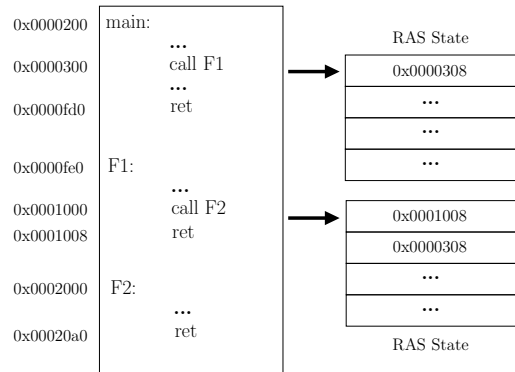 0x0000200 main:
...
0x0000300 call F1
...
0x0000fd0 ret
0x0000fe0 F1:
...
0x0001000 call F2
0x0001008 ret
0x0002000 F2:
...
0x00020a0 ret
RAS State
0x0000308
...
...
...
0x0001008
0x0000308
...
...
RAS State